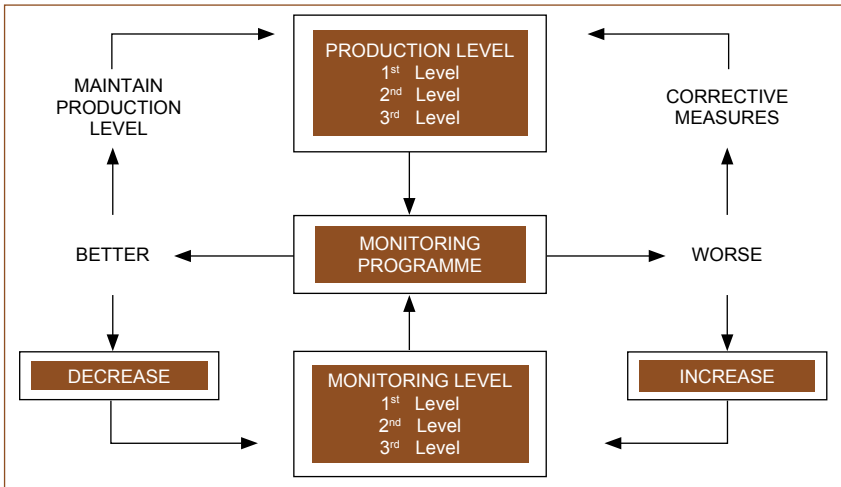 PRODUCTION LEVEL
1st Level
2nd Level
3rd Level
MAINTAIN
PRODUCTION
LEVEL
CORRECTIVE
MEASURES
BETTER
MONITORING
PROGRAMME
WORSE
DECREASE
MONITORING LEVEL
1st Level
2nd Level
3rd Level
INCREASE